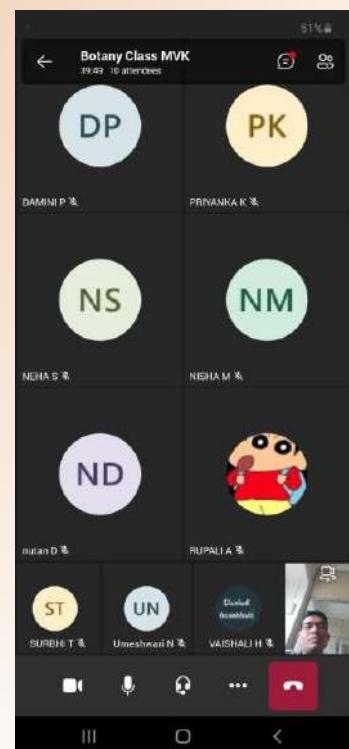 51%
Botany Class MVK
39:49 10 attendees
DP
PK
DAMINI P
PRIYANKA K
NS
NM
NEHA S
NISHA M
ND
nutan D
RUPALI A
ST
UN
SURBHI T
Umeshwari N
VAISHALI H